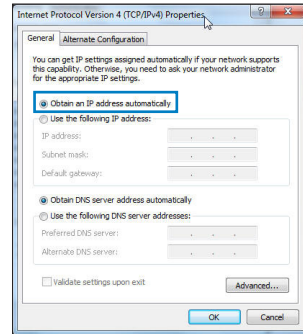 Internet Protocol Version 4 (TCP/IPv4) Properties
General
Alternate Configuration
You can get IP settings assigned automatically if your network supports
this capability. Otherwise, you need to ask your network administrator
for the appropriate IP settings.
Obtain an IP address automatically
Use the following IP address:
IP address:
Subnet mask:
Default gateway:
Obtain DNS server address automatically
Use the following DNS server addresses:
Preferred DNS server:
Alternate DNS server:
Validate settings upon exit
Advanced...
OK
Cancel